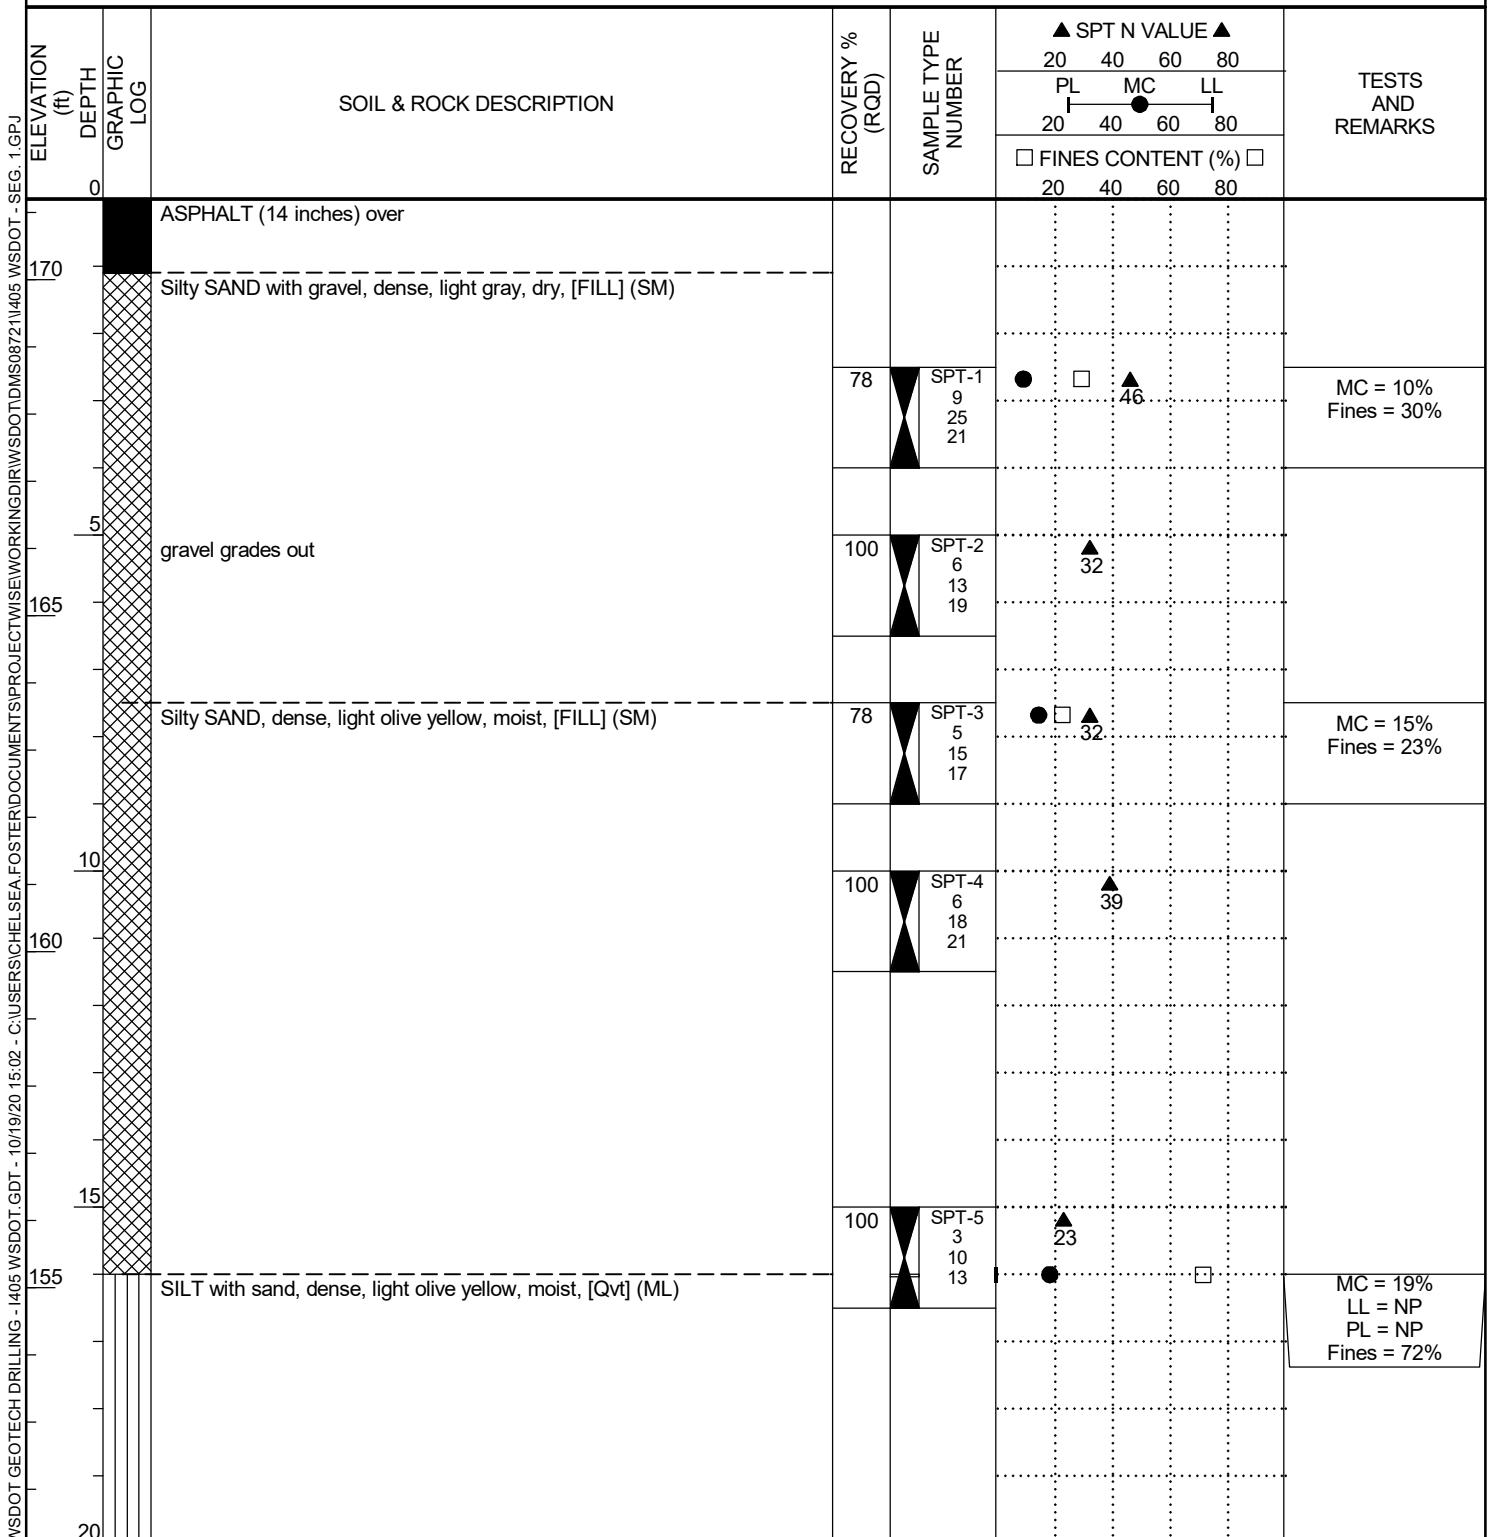 ELEVATION
(ft)
DEPTH
GRAPHIC
LOG
SOIL & ROCK DESCRIPTION
RECOVERY %
(RQD)
SAMPLE TYPE
NUMBER
▲ SPT N VALUE ▲
20 40 60 80
PL MC LL
20 40 60 80
□ FINES CONTENT (%) □
20 40 60 80
TESTS
AND
REMARKS
0
ASPHALT (14 inches) over
170
Silty SAND with gravel, dense, light gray, dry, [FILL] (SM)
78
SPT-1
9
25
21
46
MC = 10%
Fines = 30%
5
gravel grades out
100
SPT-2
6
13
19
32
165
Silty SAND, dense, light olive yellow, moist, [FILL] (SM)
78
SPT-3
5
15
17
32
MC = 15%
Fines = 23%
10
100
SPT-4
6
18
21
39
160
15
100
SPT-5
3
10
13
23
155
SILT with sand, dense, light olive yellow, moist, [Qvt] (ML)
MC = 19%
LL = NP
PL = NP
Fines = 72%
20
WSDOT GEOTECH DRILLING - I405 WSDOT.GDT - 10/19/20 15:02 - C:\USERS\CHELSEA.FOSTER\DOCUMENTS\PROJECTWISE\WORKINGDIR\WSDOT\DMS08721\I405 WSDOT - SEG. 1.GPJ